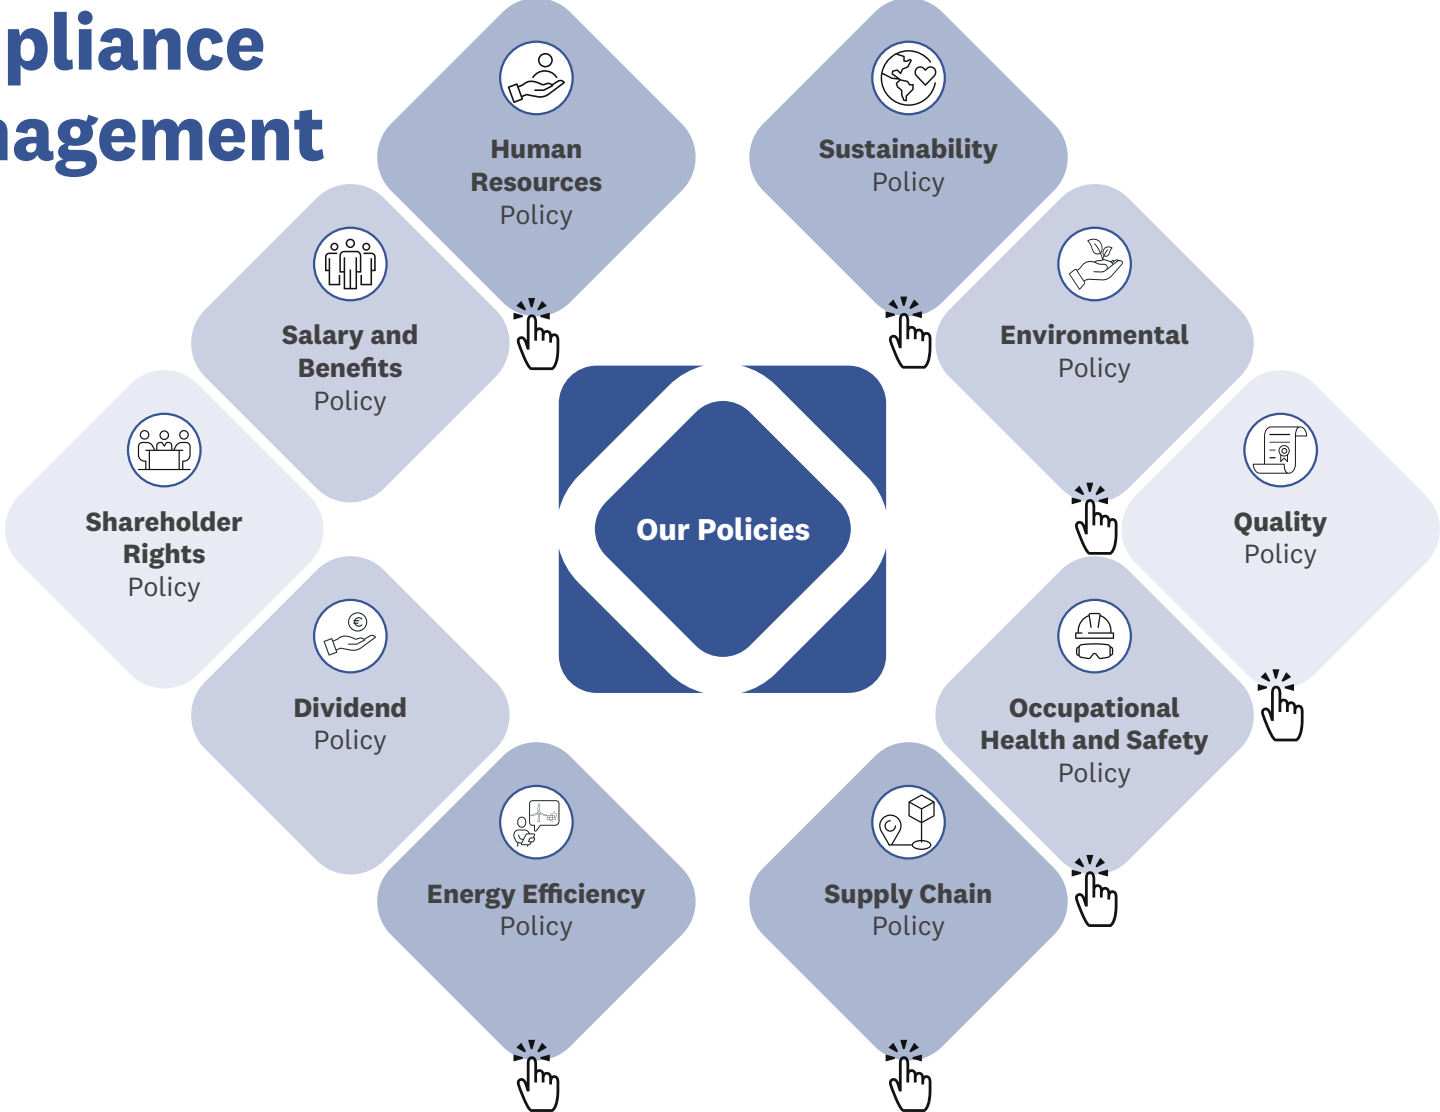 pliance
nagement
Human
Resources
Policy
Sustainability
Policy
Salary and
Benefits
Policy
Environmental
Policy
Shareholder
Rights
Policy
Our Policies
Quality
Policy
Dividend
Policy
€
Occupational
Health and Safety
Policy
Energy Efficiency
Policy
Supply Chain
Policy